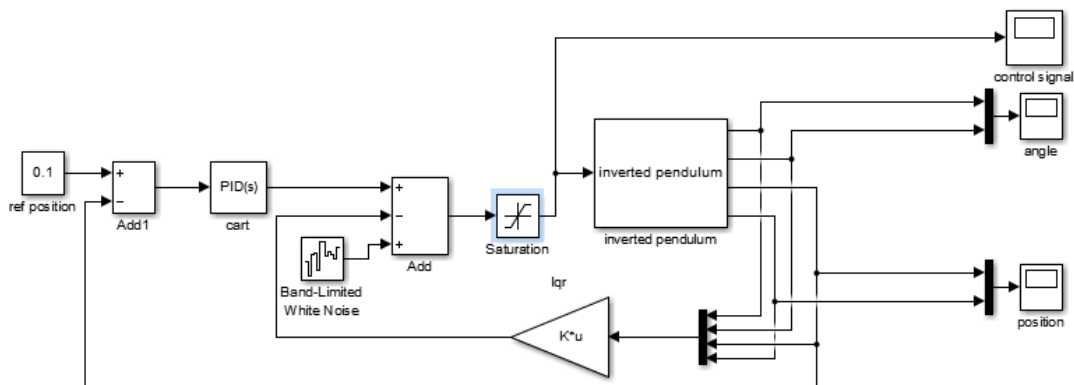 control signal
angle
0.1
ref position
+
−
Add1
PID(s)
cart
+
−
+
Add
Band-Limited
White Noise
Saturation
inverted pendulum
inverted pendulum
lqr
K*u
position